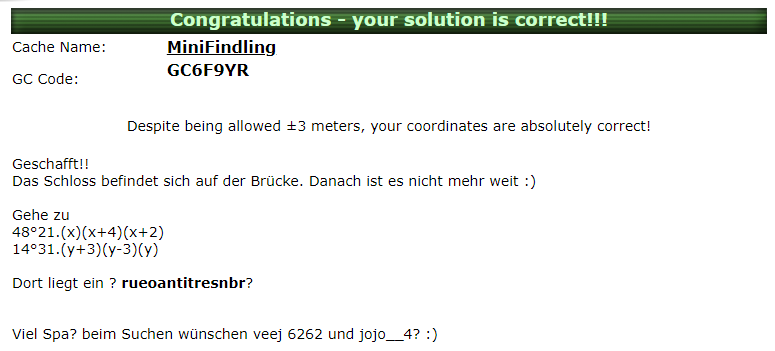 Congratulations - your solution is correct!!!
Cache Name: MiniFindling
GC Code: GC6F9YR
Despite being allowed ±3 meters, your coordinates are absolutely correct!
Geschafft!!
Das Schloss befindet sich auf der Brücke. Danach ist es nicht mehr weit :)
Gehe zu
48°21.(x)(x+4)(x+2)
14°31.(y+3)(y-3)(y)
Dort liegt ein ? rueoantitresnbr?
Viel Spa? beim Suchen wünschen veej 6262 und jojo__4? :)